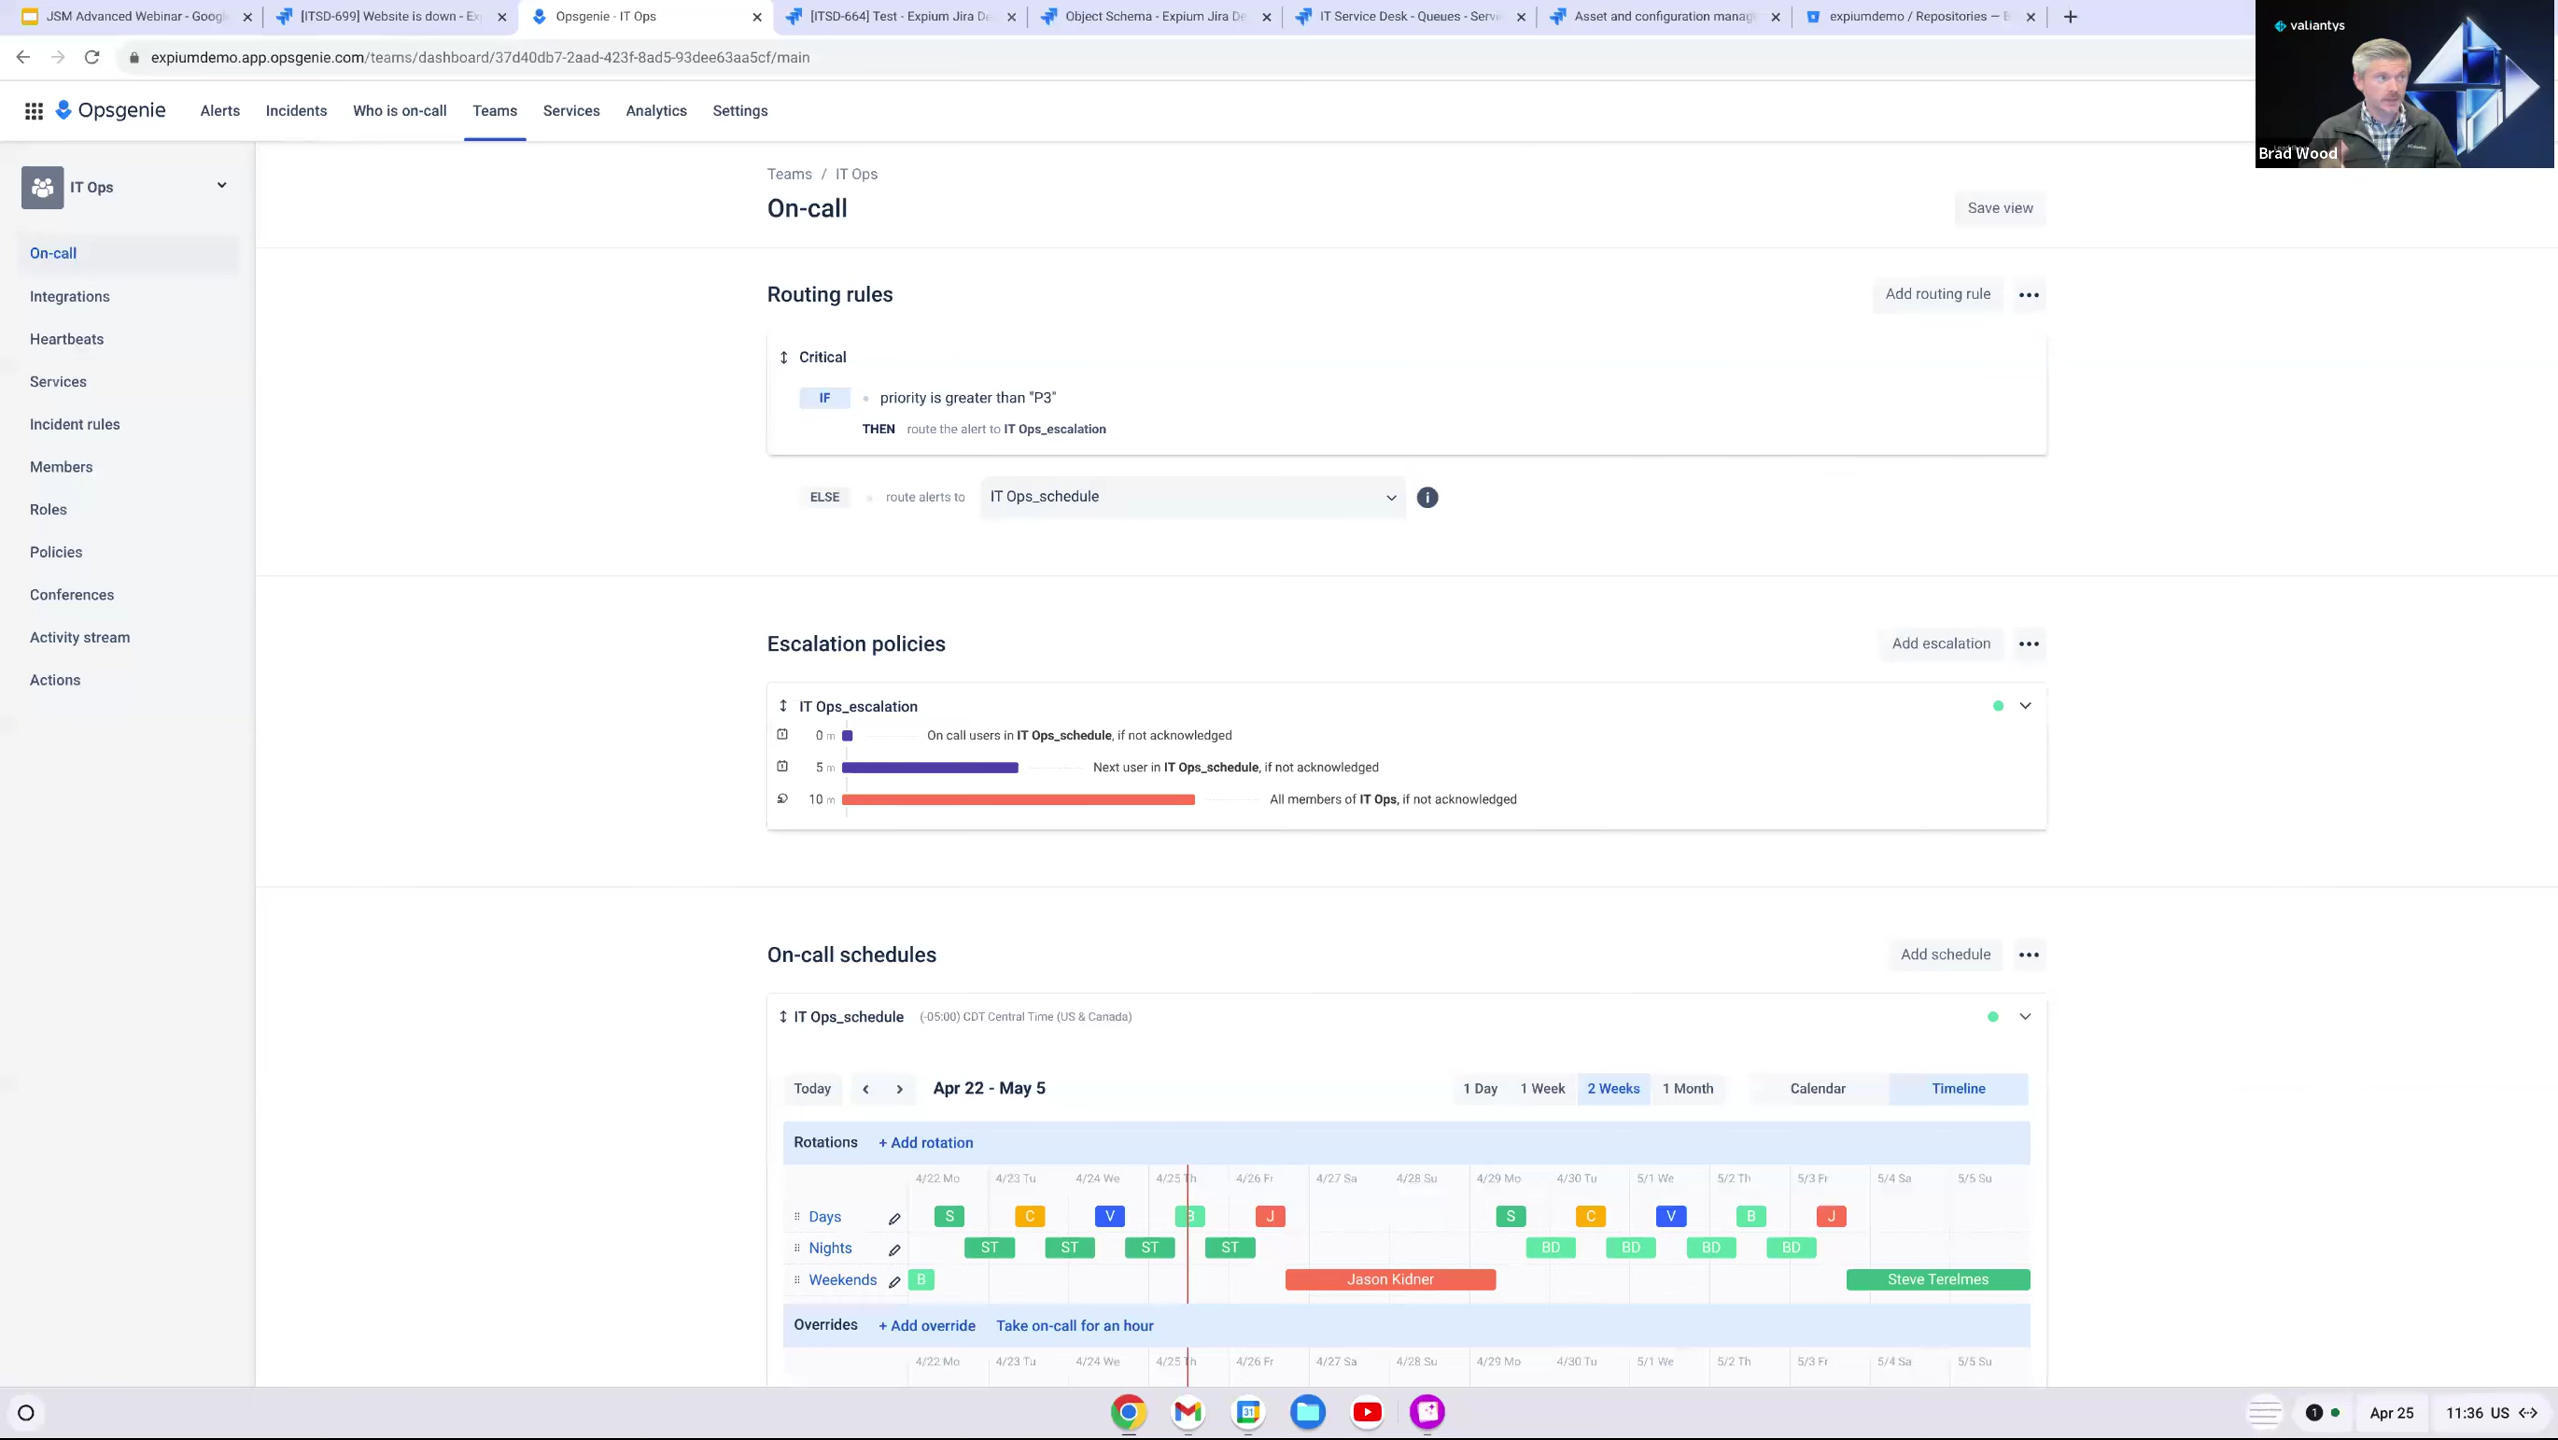 JSM Advanced Webinar - Googl
[ITSD-699] Website is down - Ex
Opsgenie - IT Ops
[ITSD-664] Test - Expium Jira De
Object Schema - Expium Jira De
IT Service Desk - Queues - Servi
Asset and configuration manag
expiumdemo / Repositories — B
expiumdemo.app.opsgenie.com/teams/dashboard/37d40db7-2aad-423f-8ad5-93dee63aa5cf/main
valiantys
Brad Wood
Opsgenie
Alerts
Incidents
Who is on-call
Teams
Services
Analytics
Settings
IT Ops
On-call
Integrations
Heartbeats
Services
Incident rules
Members
Roles
Policies
Conferences
Activity stream
Actions
Teams / IT Ops
On-call
Save view
Routing rules
Add routing rule
Critical
IF priority is greater than "P3"
THEN route the alert to IT Ops_escalation
ELSE route alerts to IT Ops_schedule
Escalation policies
Add escalation
IT Ops_escalation
0 m On call users in IT Ops_schedule, if not acknowledged
5 m Next user in IT Ops_schedule, if not acknowledged
10 m All members of IT Ops, if not acknowledged
On-call schedules
Add schedule
IT Ops_schedule (-05:00) CDT Central Time (US & Canada)
Today
Apr 22 - May 5
1 Day 1 Week 2 Weeks 1 Month
Calendar Timeline
Rotations + Add rotation
4/22 Mo 4/23 Tu 4/24 We 4/25 Th 4/26 Fr 4/27 Sa 4/28 Su 4/29 Mo 4/30 Tu 5/1 We 5/2 Th 5/3 Fr 5/4 Sa 5/5 Su
Days S C V B J S C V B J
Nights ST ST ST ST BD BD BD BD
Weekends B Jason Kidner Steve Terelmes
Overrides + Add override Take on-call for an hour
4/22 Mo 4/23 Tu 4/24 We 4/25 Th 4/26 Fr 4/27 Sa 4/28 Su 4/29 Mo 4/30 Tu 5/1 We 5/2 Th 5/3 Fr 5/4 Sa 5/5 Su
31
1
Apr 25
11:36 US